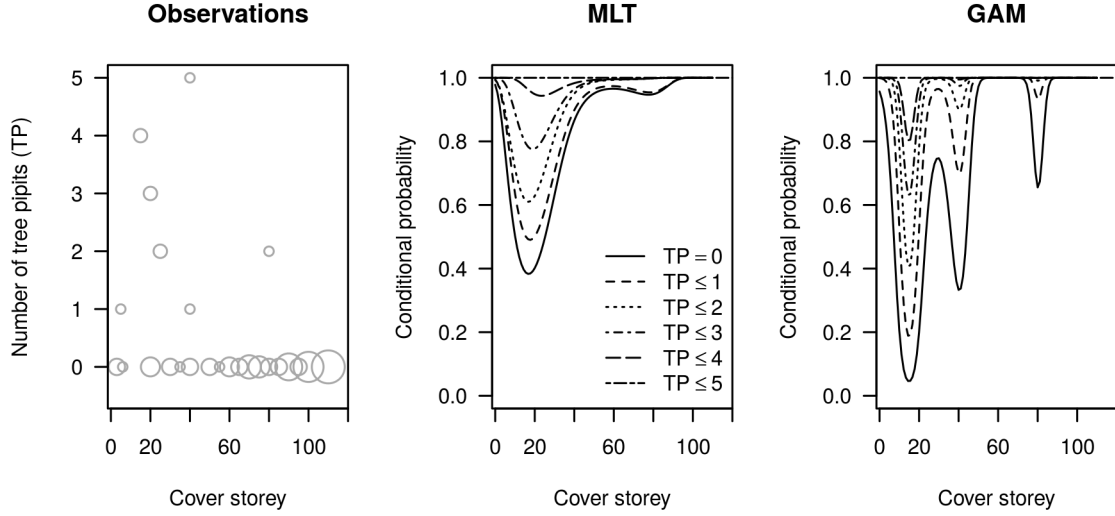 Observations
MLT
GAM
Number of tree pipits (TP)
5
4
3
2
1
0
0 20 60 100
Cover storey
Conditional probability
1.0
0.8
0.6
0.4
0.2
0.0
TP = 0
TP ≤ 1
TP ≤ 2
TP ≤ 3
TP ≤ 4
TP ≤ 5
0 20 60 100
Cover storey
Conditional probability
1.0
0.8
0.6
0.4
0.2
0.0
0 20 60 100
Cover storey